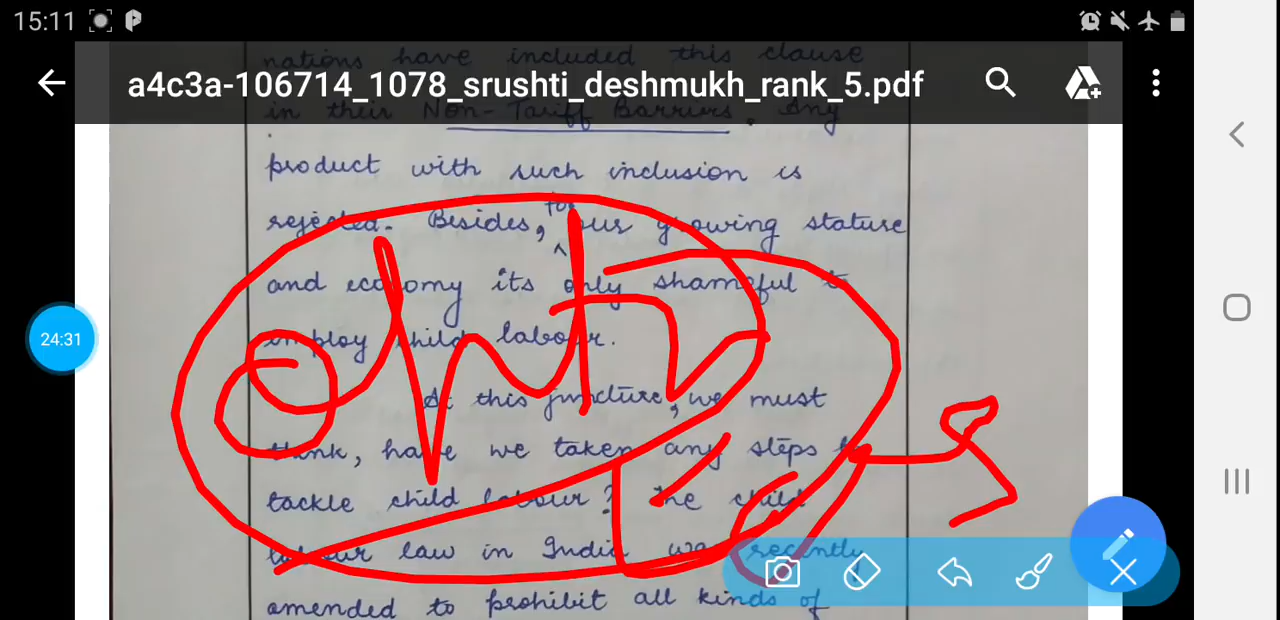 15:11
nations have included this clause
a4c3a-106714_1078_srushti_deshmukh_rank_5.pdf
in their Non-Tariff Barriers. Any
product with such inclusion is
rejected. Besides, for our growing stature
and economy its only shameful to
24:31
employ child labour.
At this juncture, we must
think, have we taken any steps to
tackle child labour? The child
labour law in India was recently
amended to prohibit all kinds of